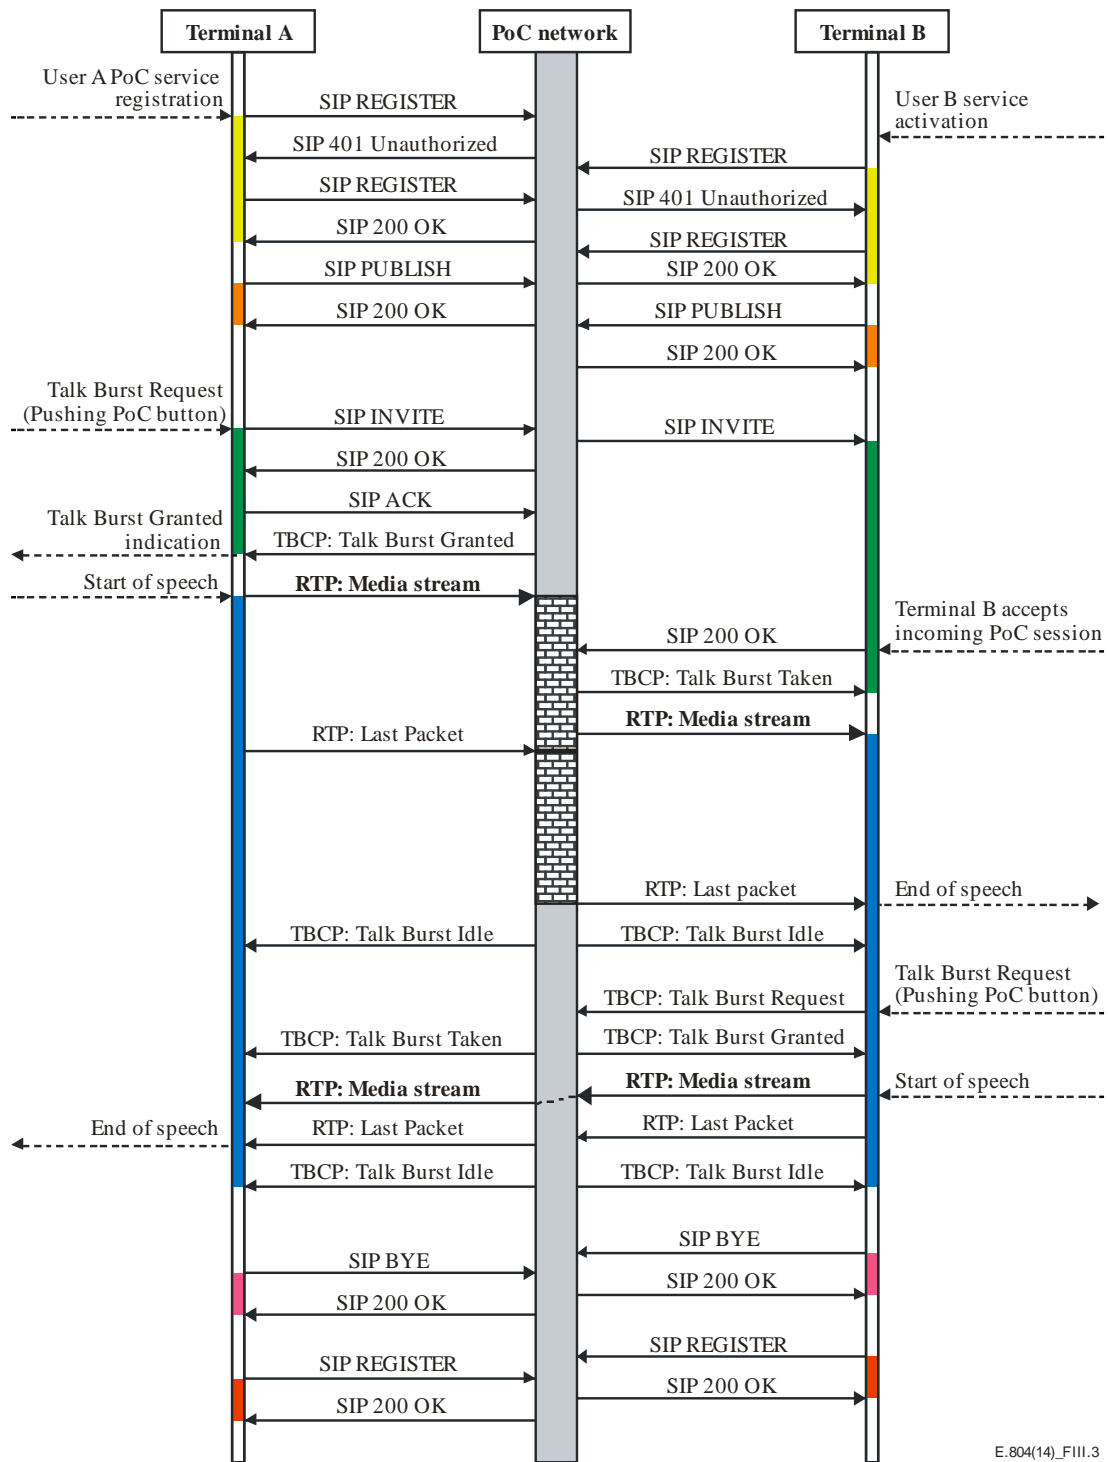 Terminal A
PoC network
Terminal B
User A PoC service
registration
SIP REGISTER
User B service
activation
SIP 401 Unauthorized
SIP REGISTER
SIP REGISTER
SIP 401 Unauthorized
SIP 200 OK
SIP REGISTER
SIP PUBLISH
SIP 200 OK
SIP 200 OK
SIP PUBLISH
SIP 200 OK
Talk Burst Request
(Pushing PoC button)
SIP INVITE
SIP INVITE
SIP 200 OK
SIP ACK
Talk Burst Granted
indication
TBCP: Talk Burst Granted
Start of speech
RTP: Media stream
Terminal B accepts
incoming PoC session
SIP 200 OK
TBCP: Talk Burst Taken
RTP: Media stream
RTP: Last Packet
RTP: Last packet
End of speech
TBCP: Talk Burst Idle
TBCP: Talk Burst Idle
Talk Burst Request
(Pushing PoC button)
TBCP: Talk Burst Request
TBCP: Talk Burst Taken
TBCP: Talk Burst Granted
RTP: Media stream
RTP: Media stream
Start of speech
End of speech
RTP: Last Packet
RTP: Last Packet
TBCP: Talk Burst Idle
TBCP: Talk Burst Idle
SIP BYE
SIP BYE
SIP 200 OK
SIP 200 OK
SIP REGISTER
SIP REGISTER
SIP 200 OK
SIP 200 OK
E.804(14)_FIII.3